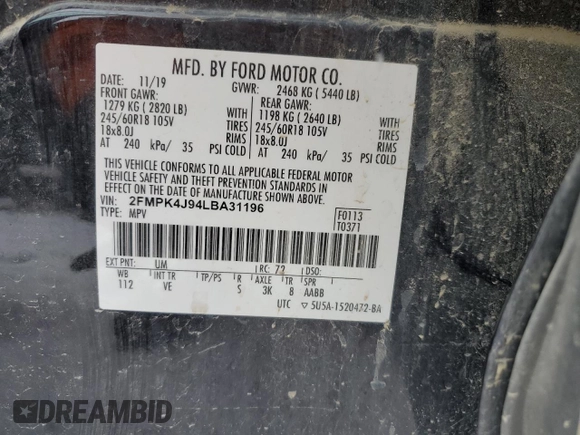 MFD. BY FORD MOTOR CO.
DATE: 11/19 GVWR: 2468 KG ( 5440 LB)
FRONT GAWR: REAR GAWR:
1279 KG ( 2820 LB) WITH 1198 KG ( 2640 LB) WITH
245/60R18 105V TIRES 245/60R18 105V TIRES
18x8.0J RIMS 18x8.0J RIMS
AT 240 kPa/ 35 PSI COLD AT 240 kPa/ 35 PSI COLD
THIS VEHICLE CONFORMS TO ALL APPLICABLE FEDERAL MOTOR
VEHICLE SAFETY AND THEFT PREVENTION STANDARDS IN
EFFECT ON THE DATE OF MANUFACTURE SHOWN ABOVE.
VIN: 2FMPK4J94LBA31196
TYPE: MPV
F0113
T0371
EXT PNT: UM RC: 72 DSO:
WB INT TR TP/PS R AXLE TR SPR
112 VE 5 3K 8 AABB
UTC ▽ 5U5A-1520472-BA
DREAMBID